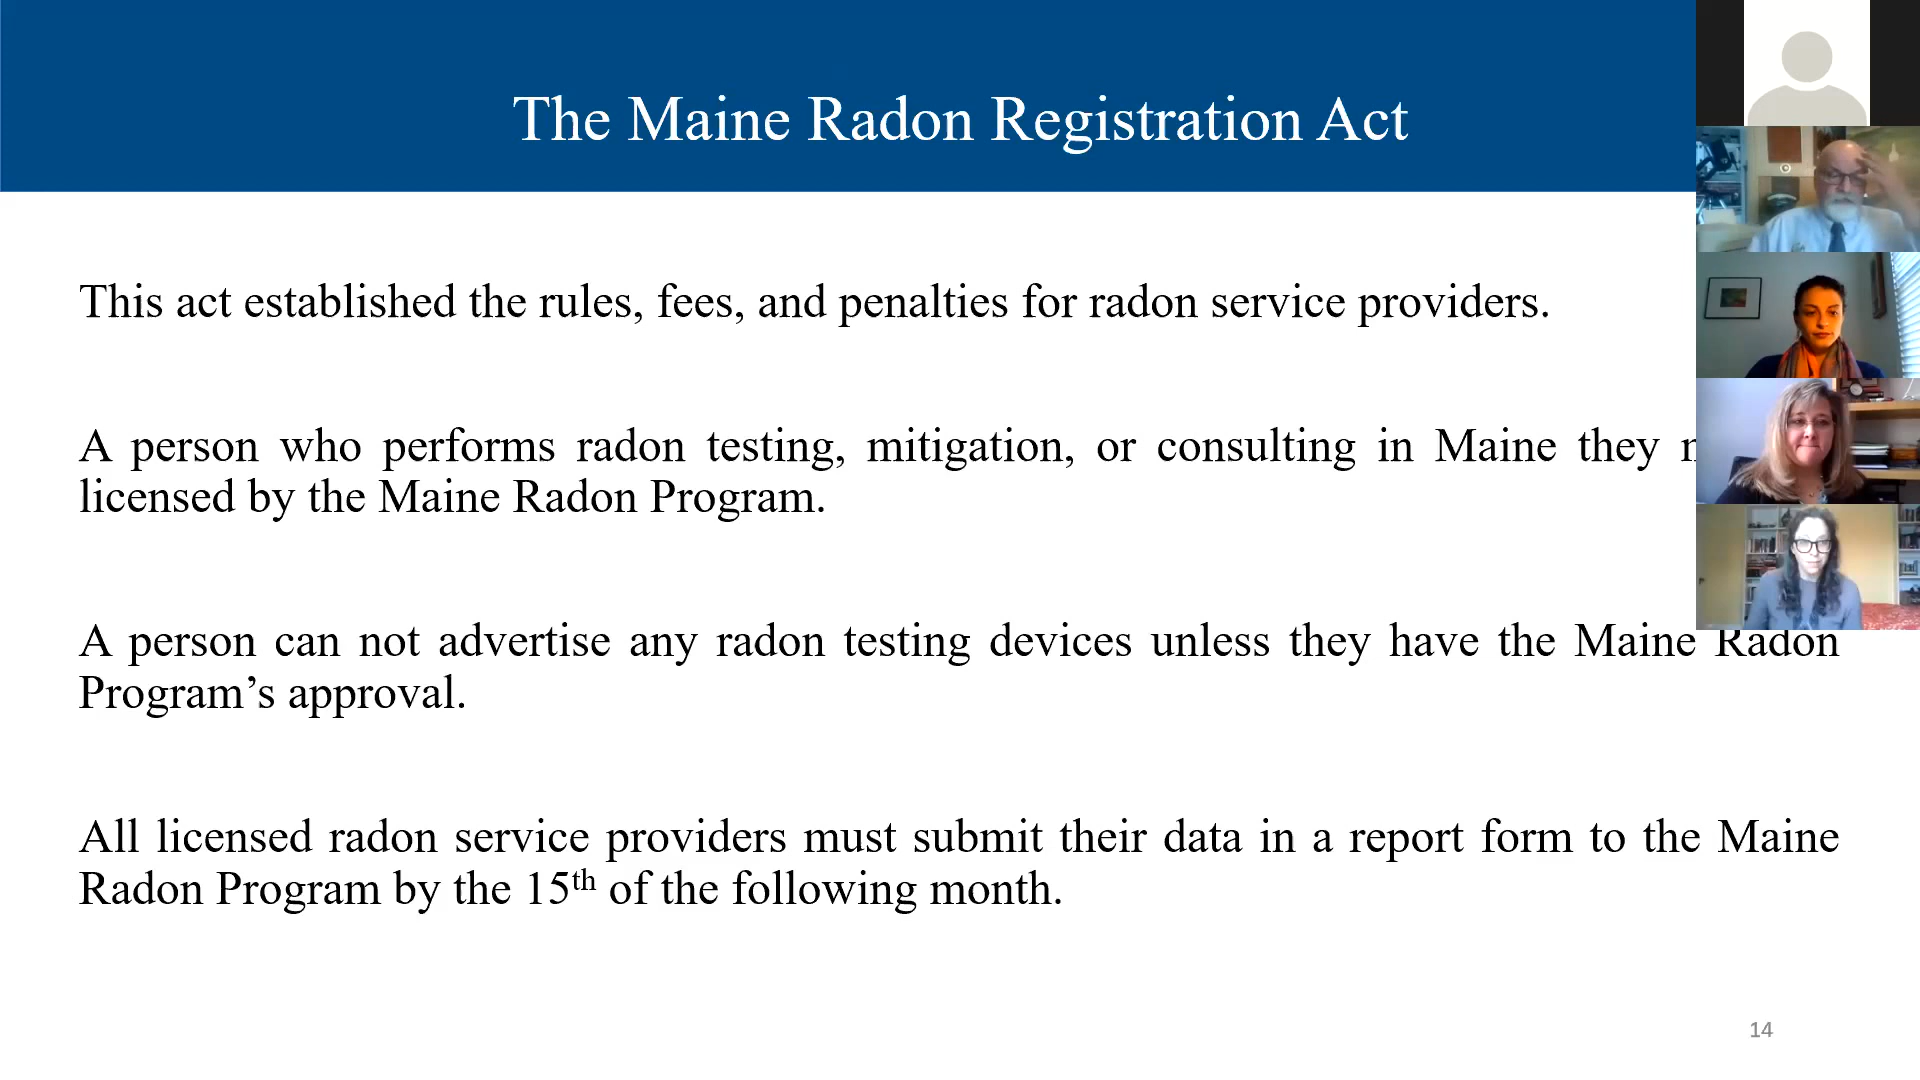 The Maine Radon Registration Act
This act established the rules, fees, and penalties for radon service providers.
A person who performs radon testing, mitigation, or consulting in Maine they
licensed by the Maine Radon Program.
A person can not advertise any radon testing devices unless they have the Maine Radon
Program’s approval.
All licensed radon service providers must submit their data in a report form to the Maine
Radon Program by the 15th of the following month.
14